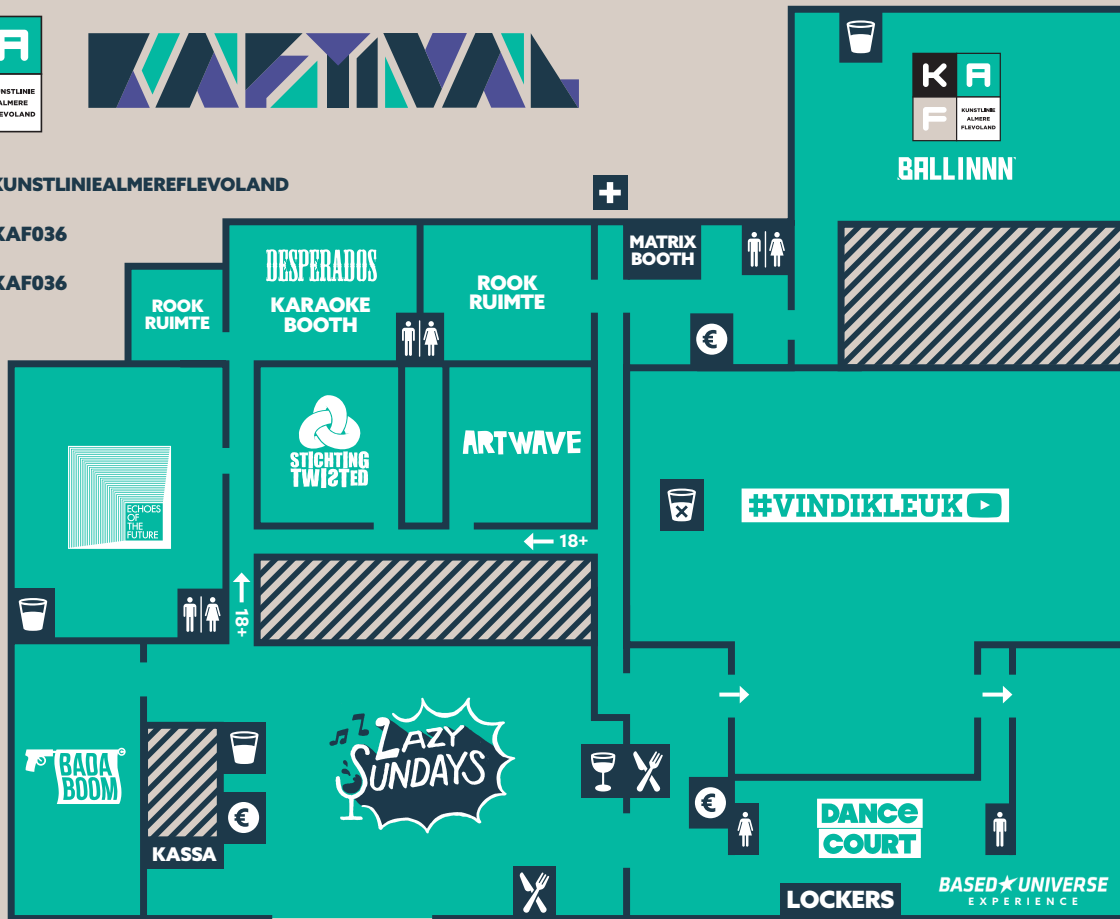 A
KUNSTLINIE
ALMERE
FLEVOLAND
KAFTIVAL
KUNSTLINIEALMEREFLEVOLAND
KAF036
KAF036
K A
F
KUNSTLINIE
ALMERE
FLEVOLAND
BALLINNN
MATRIX
BOOTH
DESPERADOS
KARAOKE
BOOTH
ROOK
RUIMTE
ROOK
RUIMTE
€
STICHTING
TWISTED
ARTWAVE
ECHOES
OF
THE
FUTURE
#VINDIKLEUK
18+
18+
LAZY
SUNDAYS
BADA
BOOM
€
€
KASSA
DANCE
COURT
LOCKERS
BASED UNIVERSE
EXPERIENCE